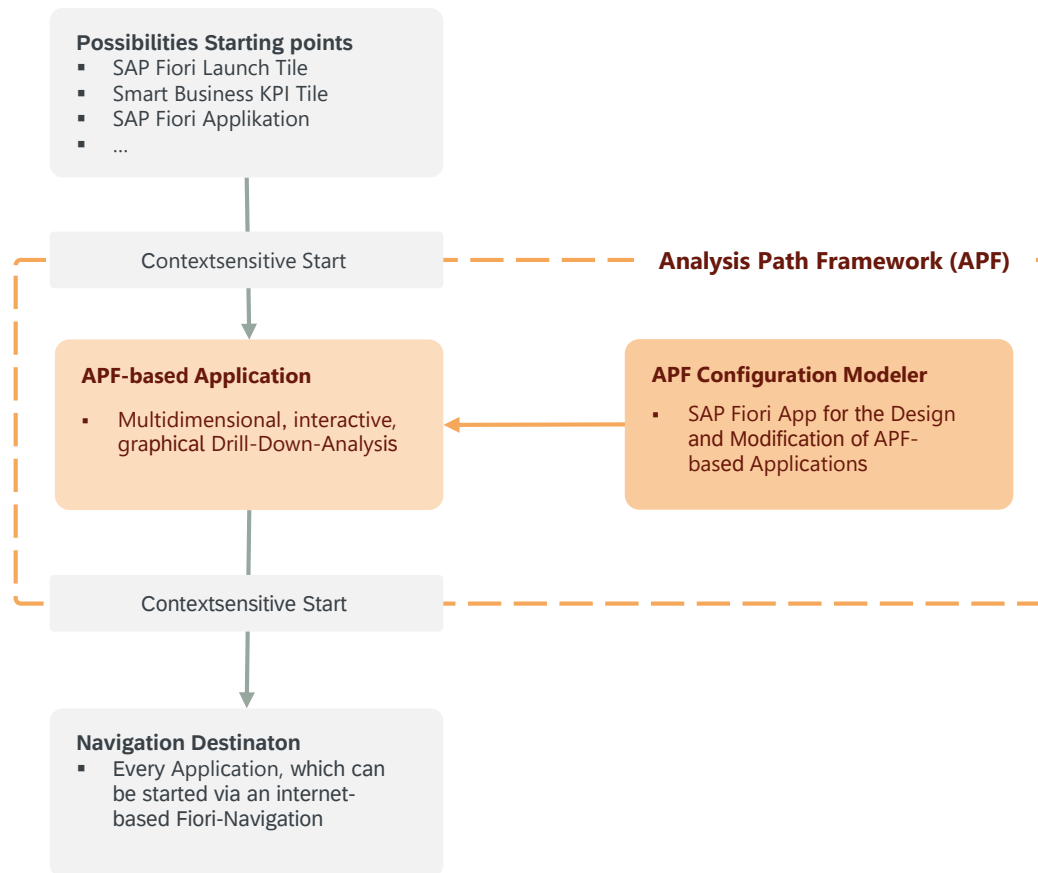 Possibilities Starting points
▪ SAP Fiori Launch Tile
▪ Smart Business KPI Tile
▪ SAP Fiori Applikation
▪ ...
Contextsensitive Start
Analysis Path Framework (APF)
APF-based Application
▪ Multidimensional, interactive,
graphical Drill-Down-Analysis
APF Configuration Modeler
▪ SAP Fiori App for the Design
and Modification of APF-
based Applications
Contextsensitive Start
Navigation Destinaton
▪ Every Application, which can
be started via an internet-
based Fiori-Navigation